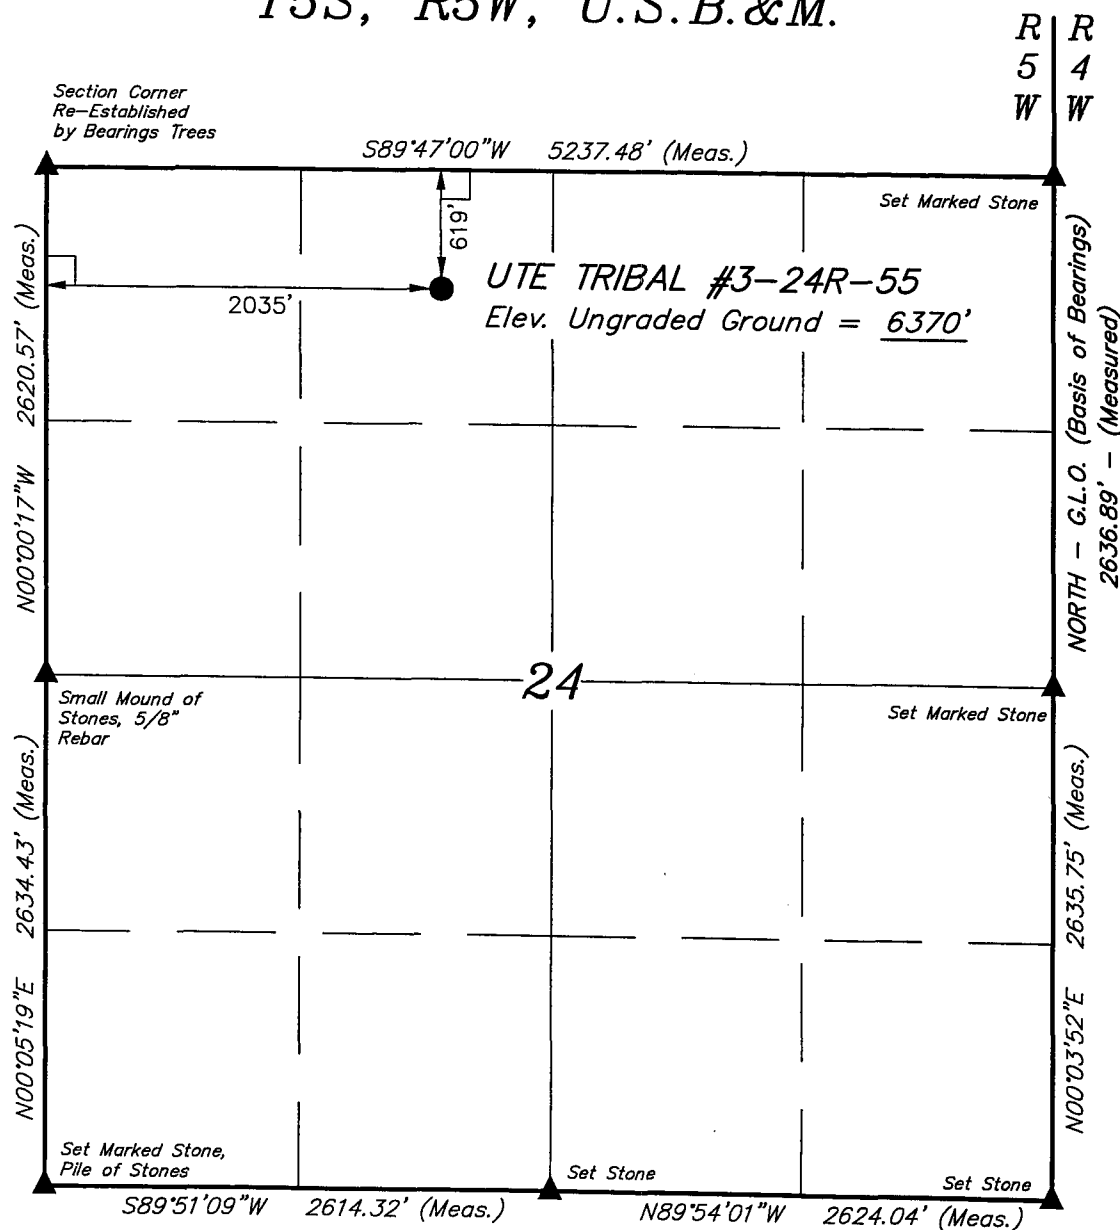 T5S, R5W, U.S.B.&M.
R R
5 4
W W
Section Corner
Re-Established
by Bearings Trees
S89°47'00"W 5237.48' (Meas.)
Set Marked Stone
619'
2035'
UTE TRIBAL #3-24R-55
Elev. Ungraded Ground = 6370'
N00°00'17"W 2620.57' (Meas.)
NORTH - G.L.O. (Basis of Bearings)
2636.89' - (Measured)
24
Small Mound of
Stones, 5/8"
Rebar
Set Marked Stone
N00°05'19"E 2634.43' (Meas.)
N00°03'52"E 2635.75' (Meas.)
Set Marked Stone,
Pile of Stones
Set Stone
Set Stone
S89°51'09"W 2614.32' (Meas.)
N89°54'01"W 2624.04' (Meas.)